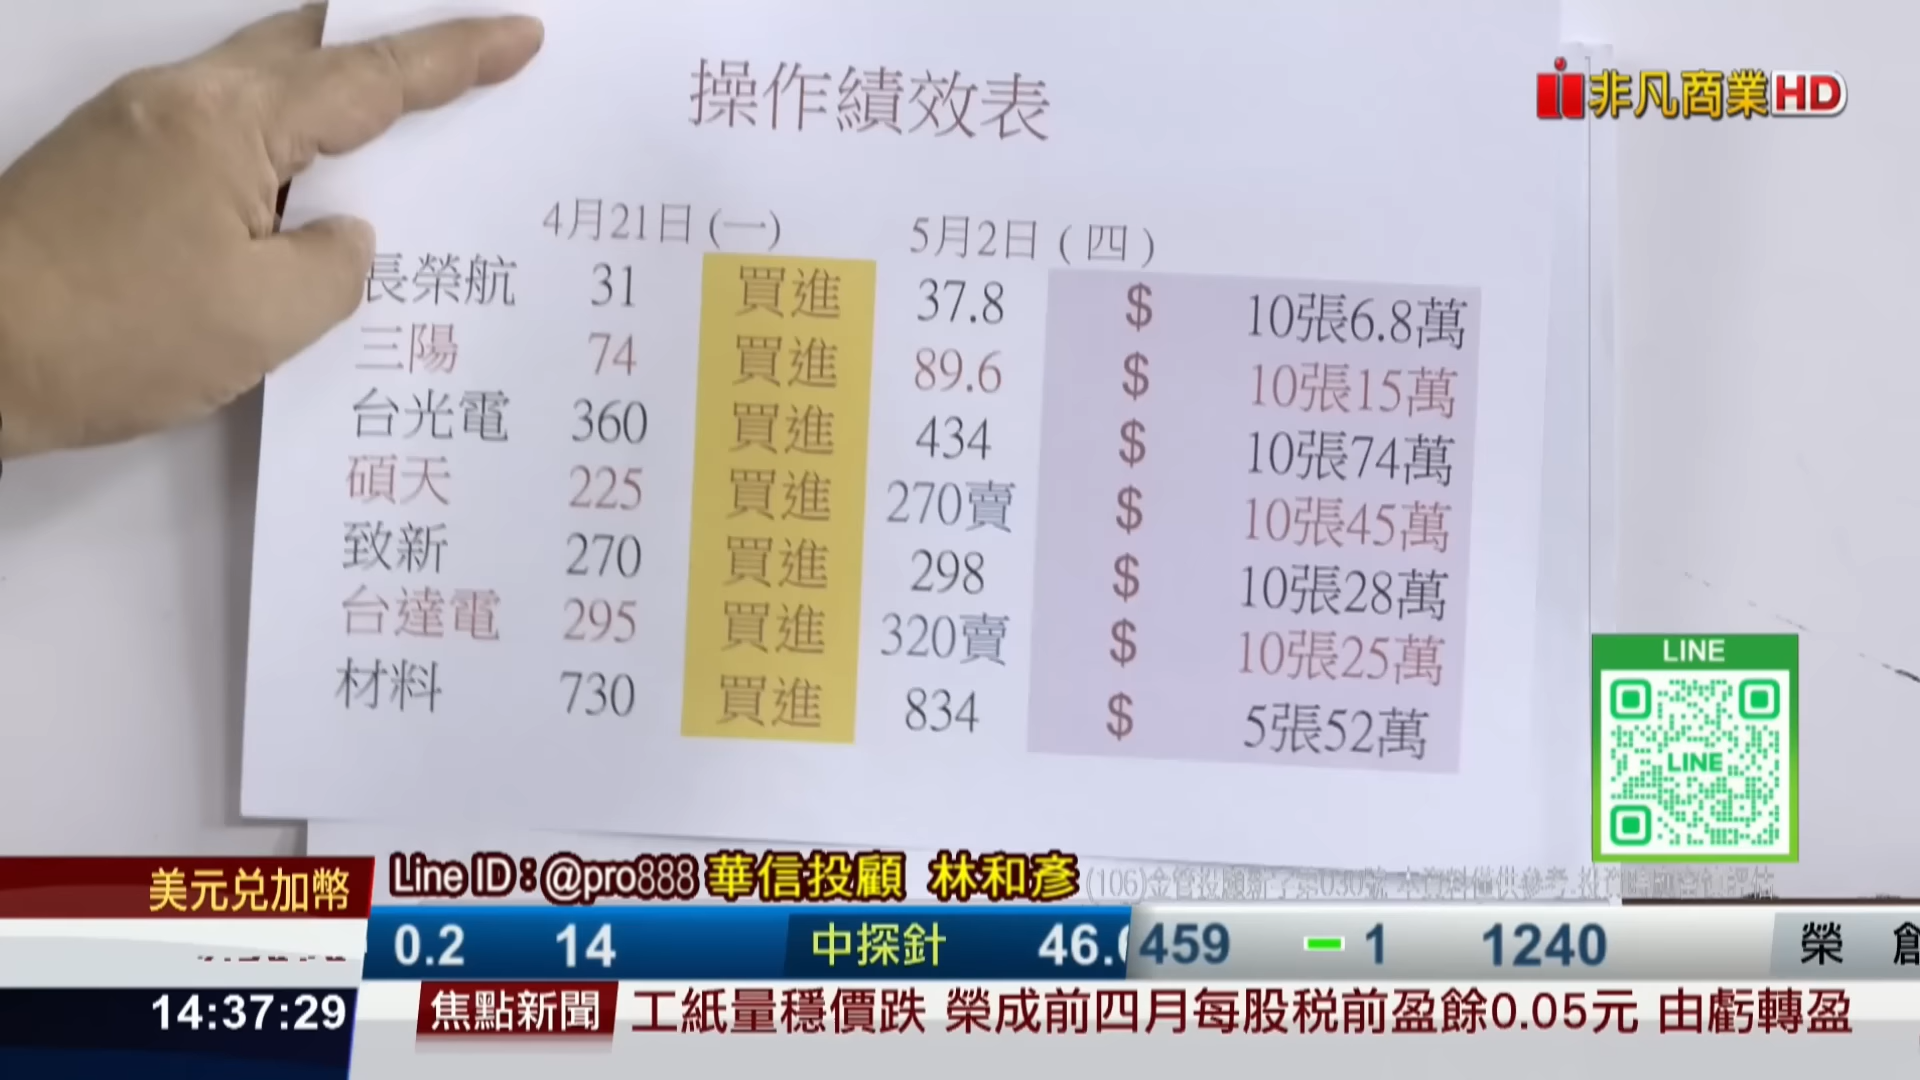 操作績效表
非凡商業HD
4月21日(一) 5月2日(四)
長榮航 31 買進 37.8 $ 10張6.8萬
三陽 74 買進 89.6 $ 10張15萬
台光電 360 買進 434 $ 10張74萬
碩天 225 買進 270賣 $ 10張45萬
致新 270 買進 298 $ 10張28萬
台達電 295 買進 320賣 $ 10張25萬
材料 730 買進 834 $ 5張52萬
LINE
LINE
美元兌加幣
Line ID:@pro888 華信投顧 林和彥
0.2 14 中探針 46. 459 1 1240 榮 創
14:37:29
焦點新聞 工紙量穩價跌 榮成前四月每股稅前盈餘0.05元 由虧轉盈